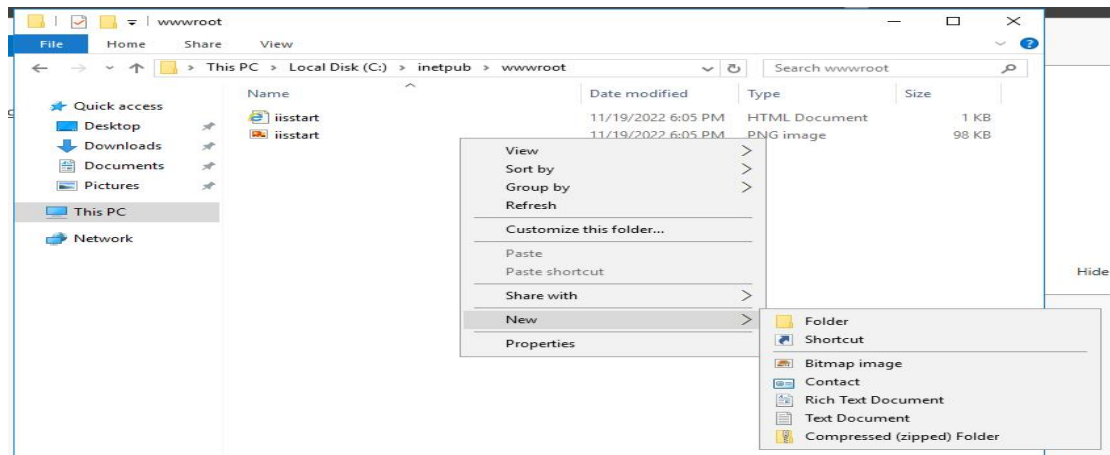 wwwroot
File Home Share View
This PC > Local Disk (C:) > inetpub > wwwroot Search wwwroot
Name Date modified Type Size
Quick access
Desktop
Downloads
Documents
Pictures
This PC
Network
iisstart 11/19/2022 6:05 PM HTML Document 1 KB
iisstart 11/19/2022 6:05 PM PNG image 98 KB
View
Sort by
Group by
Refresh
Customize this folder...
Paste
Paste shortcut
Share with
New
Properties
Folder
Shortcut
Bitmap image
Contact
Rich Text Document
Text Document
Compressed (zipped) Folder
Hide